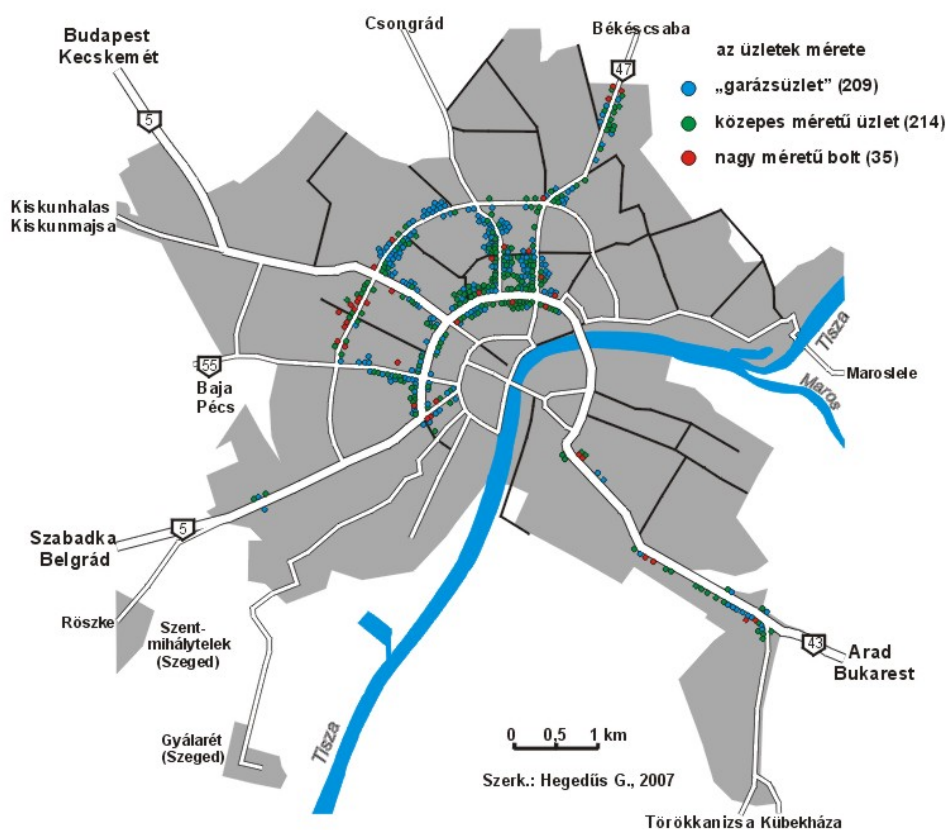 Csongrád
Békéscsaba
Budapest
Kecskemét
az üzletek mérete
47
„garázsüzlet” (209)
5
közepes méretű üzlet (214)
nagy méretű bolt (35)
Kiskunhalas
Kiskunmajsa
Tisza
55
Baja
Pécs
Maroslele
Maros
5
Szabadka
Belgrád
Röszke
Szent-
mihálytelek
(Szeged)
43
Arad
Bukarest
Tisza
Gyálarét
(Szeged)
0 0,5 1 km
Szerk.: Hegedűs G., 2007
Törökkanizsa Kübekháza